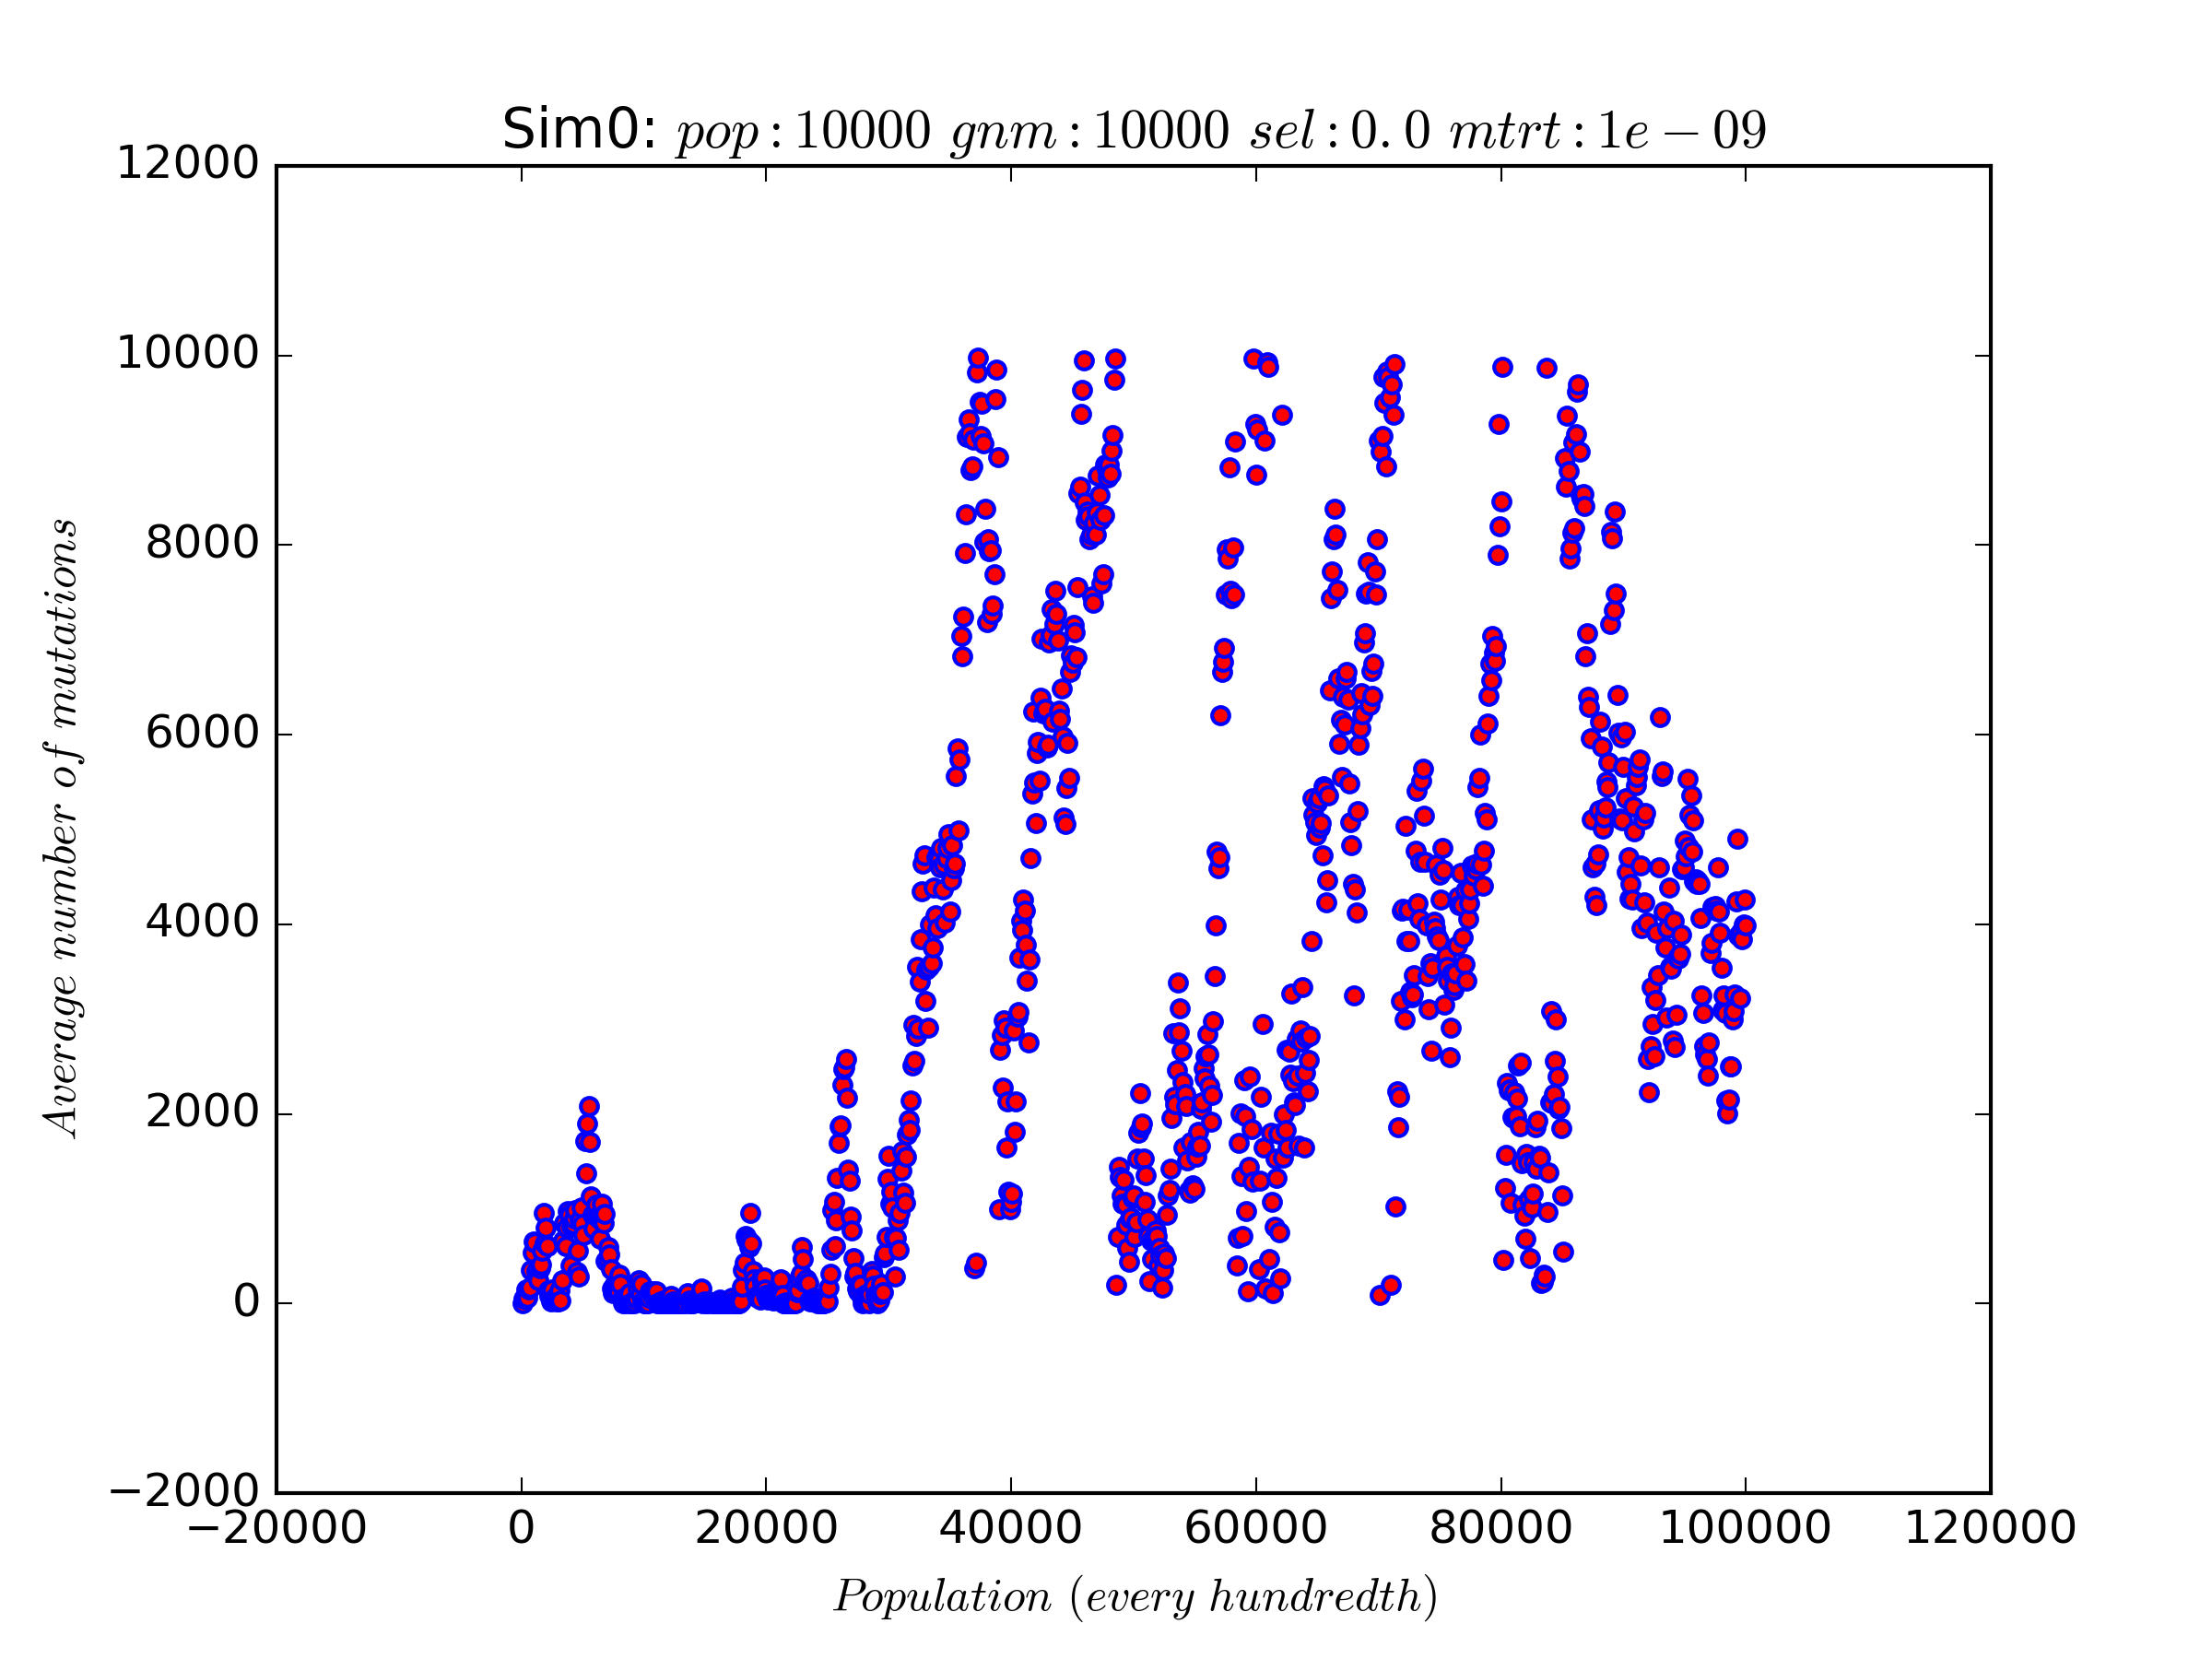 Sim0: pop : 10000 gnm : 10000 sel : 0.0 mtrt : 1e − 09
12000
10000
8000
6000
4000
2000
0
−2000
Average number of mutations
−20000 0 20000 40000 60000 80000 100000 120000
Population (every hundredth)